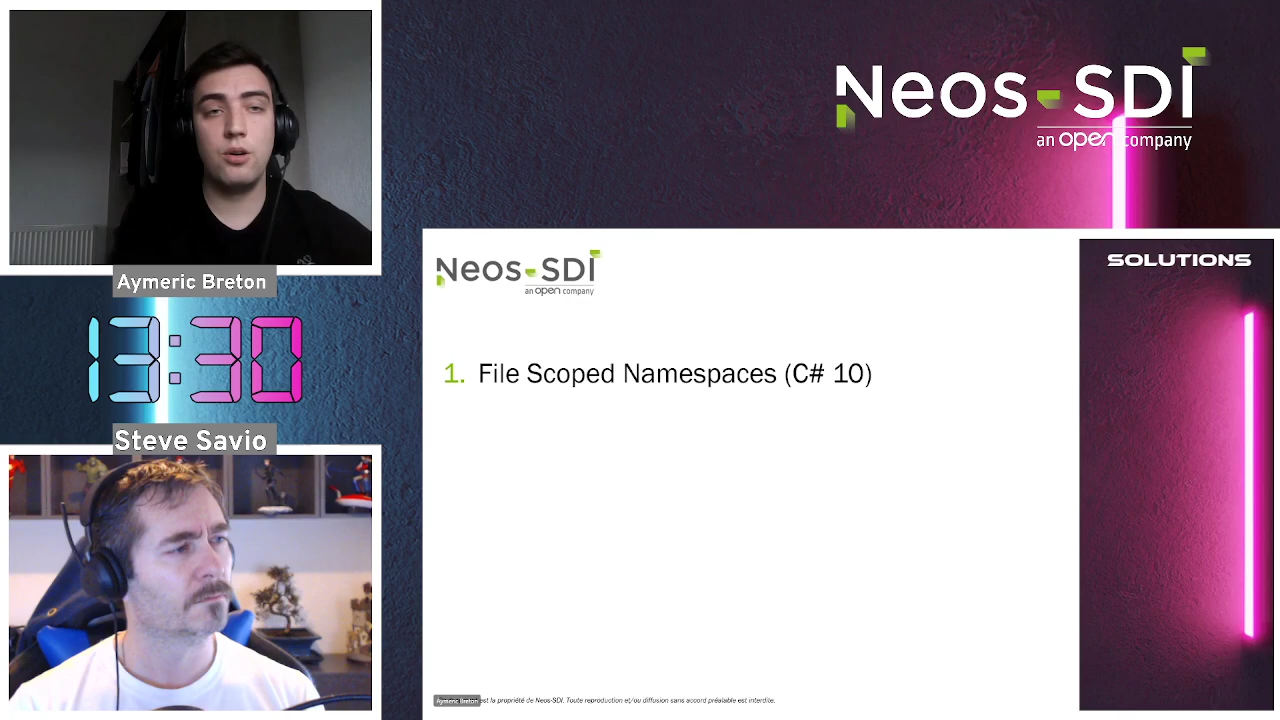 Neos-SDI
an open company
Aymeric Breton
13:30
Steve Savio
Neos-SDI
an open company
SOLUTIONS
1. File Scoped Namespaces (C# 10)
Aymeric Breton
est la propriété de Neos-SDI. Toute reproduction et/ou diffusion sans accord préalable est interdite.